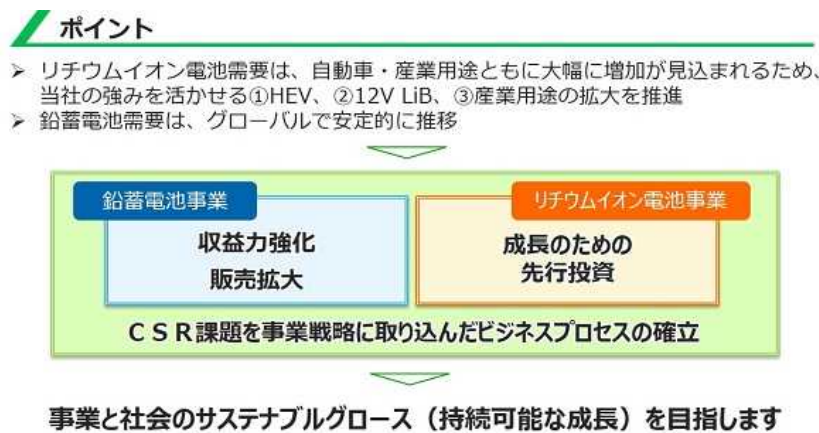 ポイント
➢ リチウムイオン電池需要は、自動車・産業用途ともに大幅に増加が見込まれるため、
当社の強みを活かせる①HEV、②12V LiB、③産業用途の拡大を推進
➢ 鉛蓄電池需要は、グローバルで安定的に推移
鉛蓄電池事業
収益力強化
販売拡大
リチウムイオン電池事業
成長のための
先行投資
ＣＳＲ課題を事業戦略に取り込んだビジネスプロセスの確立
事業と社会のサステナブルグロース（持続可能な成長）を目指します